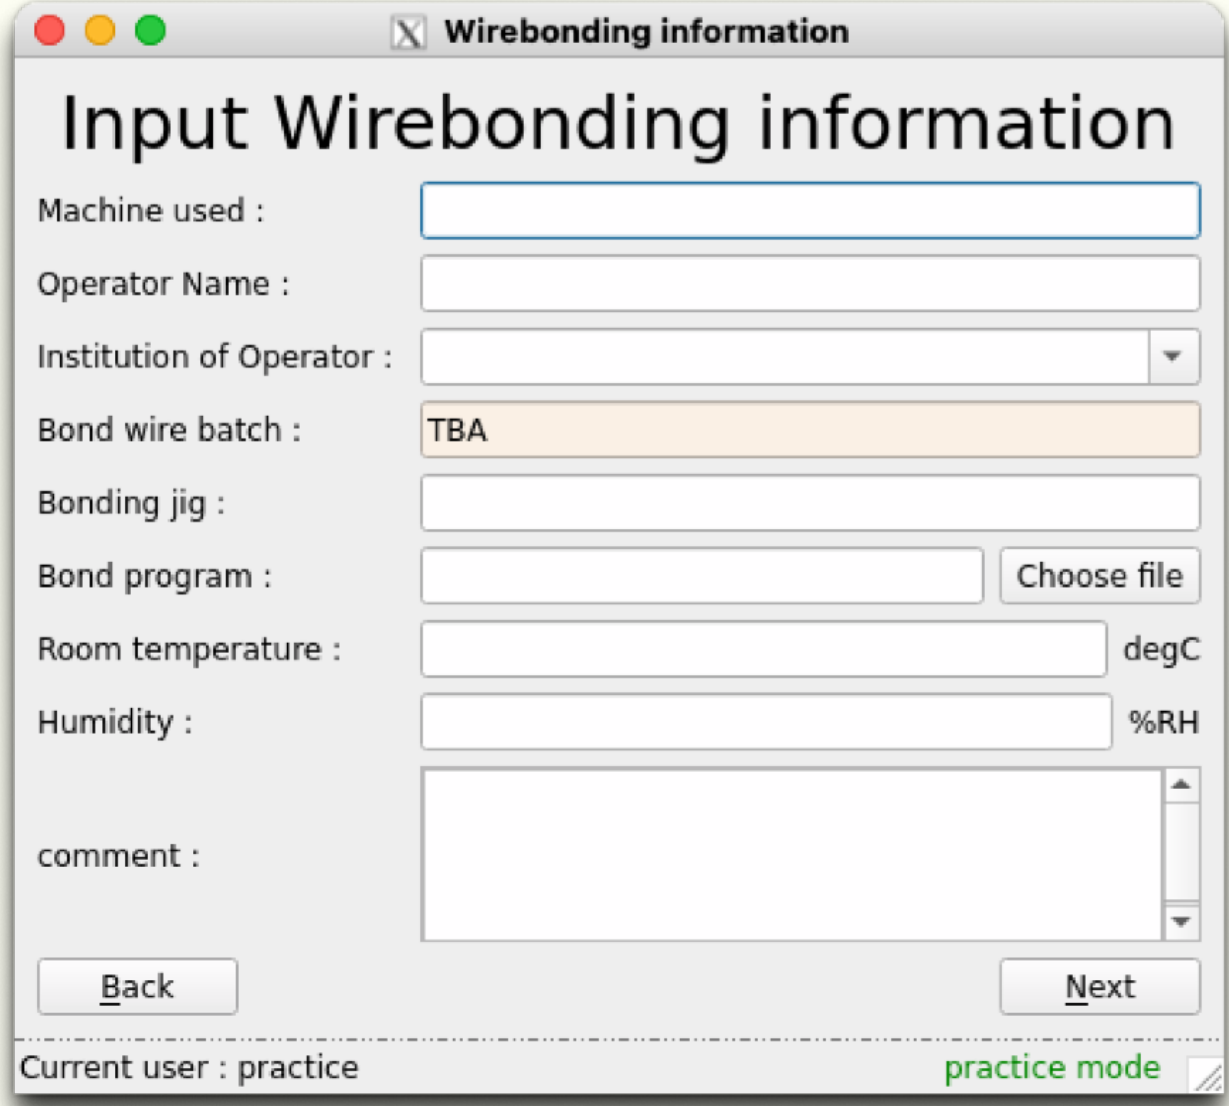 Wirebonding information
Input Wirebonding information
Machine used :
Operator Name :
Institution of Operator :
Bond wire batch : TBA
Bonding jig :
Bond program : Choose file
Room temperature : degC
Humidity : %RH
comment :
Back Next
Current user : practice practice mode